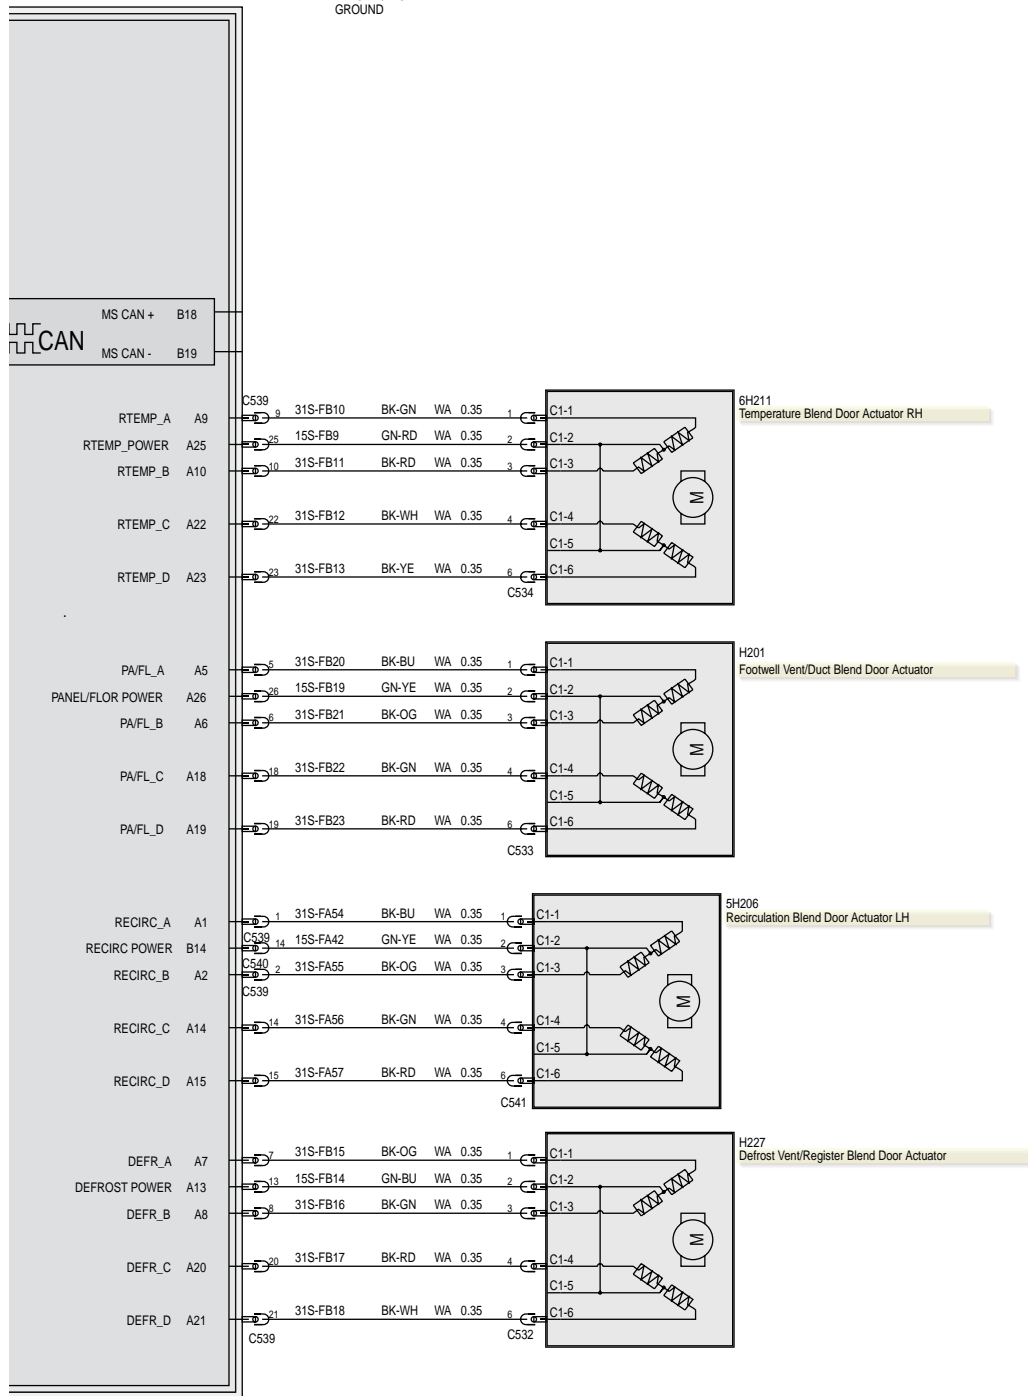 GROUND
MS CAN + B18
CAN
MS CAN - B19
C539
6H211
RTEMP_A A9 9 31S-FB10 BK-GN WA 0.35 1 C1-1
Temperature Blend Door Actuator RH
RTEMP_POWER A25 25 15S-FB9 GN-RD WA 0.35 2 C1-2
RTEMP_B A10 10 31S-FB11 BK-RD WA 0.35 3 C1-3
M
RTEMP_C A22 22 31S-FB12 BK-WH WA 0.35 4 C1-4
C1-5
RTEMP_D A23 23 31S-FB13 BK-YE WA 0.35 6 C1-6
C534
H201
PA/FL_A A5 5 31S-FB20 BK-BU WA 0.35 1 C1-1
Footwell Vent/Duct Blend Door Actuator
PANEL/FLOR POWER A26 26 15S-FB19 GN-YE WA 0.35 2 C1-2
PA/FL_B A6 6 31S-FB21 BK-OG WA 0.35 3 C1-3
M
PA/FL_C A18 18 31S-FB22 BK-GN WA 0.35 4 C1-4
C1-5
PA/FL_D A19 19 31S-FB23 BK-RD WA 0.35 6 C1-6
C533
5H206
RECIRC_A A1 1 31S-FA54 BK-BU WA 0.35 1 C1-1
Recirculation Blend Door Actuator LH
C539
RECIRC POWER B14 14 15S-FA42 GN-YE WA 0.35 2 C1-2
C540
RECIRC_B A2 2 31S-FA55 BK-OG WA 0.35 3 C1-3
C539
M
RECIRC_C A14 14 31S-FA56 BK-GN WA 0.35 4 C1-4
C1-5
RECIRC_D A15 15 31S-FA57 BK-RD WA 0.35 6 C1-6
C541
H227
DEFR_A A7 7 31S-FB15 BK-OG WA 0.35 1 C1-1
Defrost Vent/Register Blend Door Actuator
DEFROST POWER A13 13 15S-FB14 GN-BU WA 0.35 2 C1-2
DEFR_B A8 8 31S-FB16 BK-GN WA 0.35 3 C1-3
M
DEFR_C A20 20 31S-FB17 BK-RD WA 0.35 4 C1-4
C1-5
DEFR_D A21 21 31S-FB18 BK-WH WA 0.35 6 C1-6
C539 C532